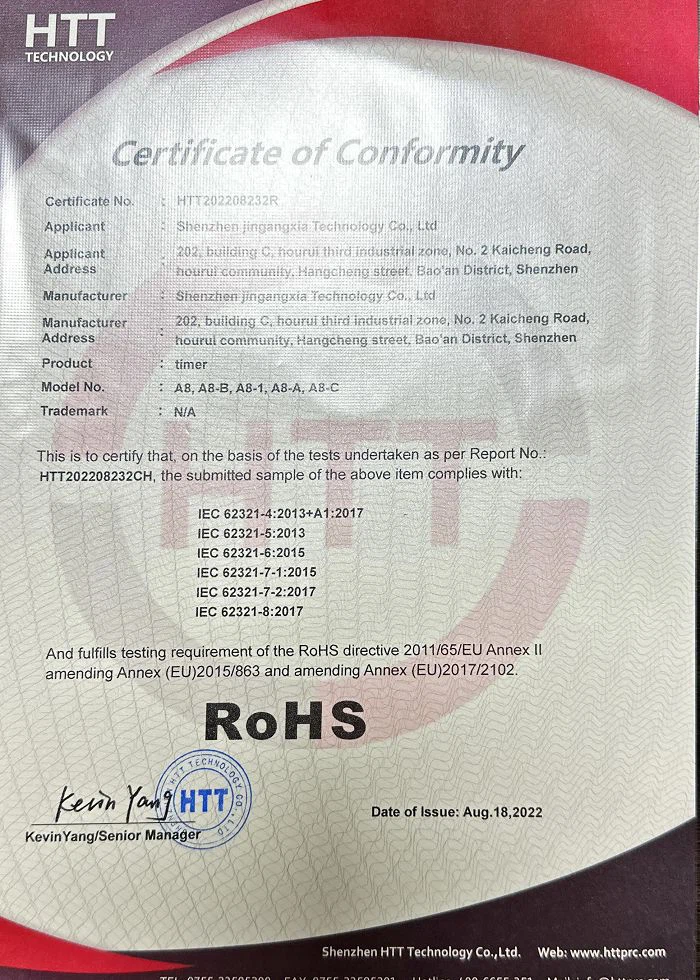 HTT
TECHNOLOGY
Certificate of Conformity
Certificate No. : HTT202208232R
Applicant : Shenzhen jingangxia Technology Co., Ltd
Applicant Address : 202, building C, hourui third industrial zone, No. 2 Kaicheng Road,
hourui community, Hangcheng street, Bao'an District, Shenzhen
Manufacturer : Shenzhen jingangxia Technology Co., Ltd
Manufacturer Address : 202, building C, hourui third industrial zone, No. 2 Kaicheng Road,
hourui community, Hangcheng street, Bao'an District, Shenzhen
Product : timer
Model No. : A8, A8-B, A8-1, A8-A, A8-C
Trademark : N/A
This is to certify that, on the basis of the tests undertaken as per Report No.:
HTT202208232CH, the submitted sample of the above item complies with:
IEC 62321-4:2013+A1:2017
IEC 62321-5:2013
IEC 62321-6:2015
IEC 62321-7-1:2015
IEC 62321-7-2:2017
IEC 62321-8:2017
And fulfills testing requirement of the RoHS directive 2011/65/EU Annex II
amending Annex (EU)2015/863 and amending Annex (EU)2017/2102.
RoHS
Kevin Yang
HTT TECHNOLOGY CO., LTD
HTT
KevinYang/Senior Manager
Date of Issue: Aug.18,2022
Shenzhen HTT Technology Co.,Ltd. Web: www.httprc.com